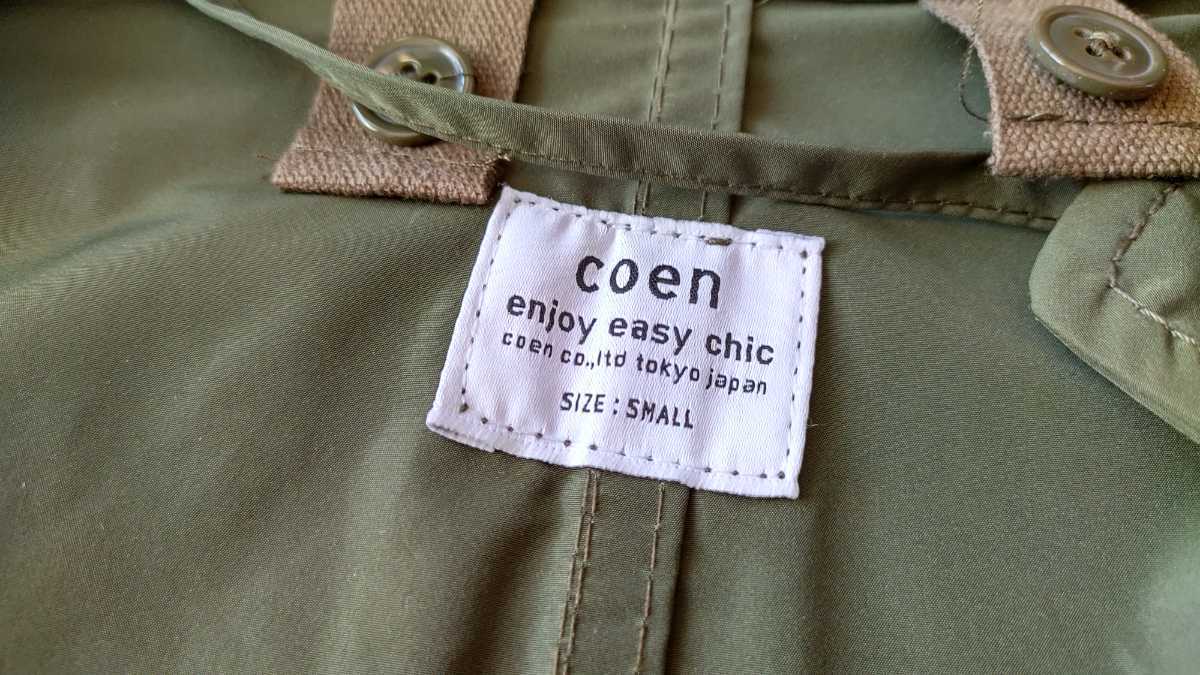 coen
enjoy easy chic
coen co.,ltd tokyo japan
SIZE : SMALL